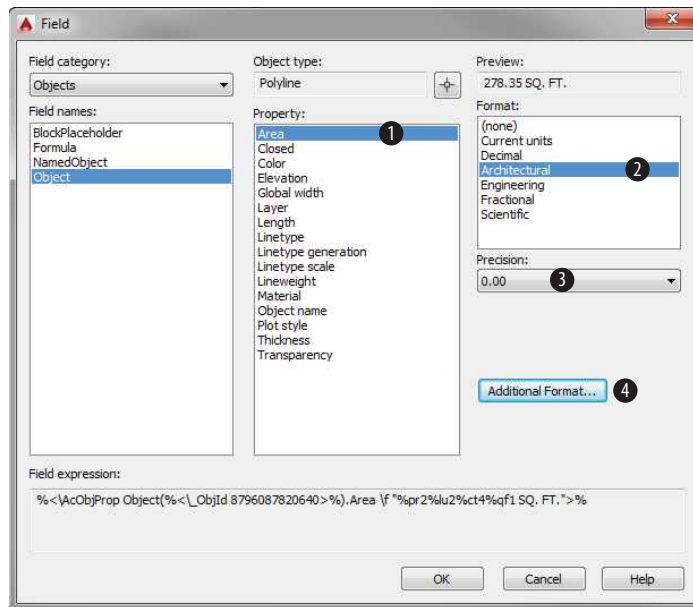 Field
Field category:
Objects
Field names:
BlockPlaceholder
Formula
NamedObject
Object
Object type:
Polyline
Property:
Area
1
Closed
Color
Elevation
Global width
Layer
Length
Linetype
Linetype generation
Linetype scale
Lineweight
Material
Object name
Plot style
Thickness
Transparency
Preview:
278.35 SQ. FT.
Format:
(none)
Current units
Decimal
Architectural
2
Engineering
Fractional
Scientific
Precision:
0.00
3
Additional Format...
4
Field expression:
%<\AcObjProp Object(%<\_ObjId 8796087820640>%).Area \f "%pr2%lu2%ct4%qf1 SQ. FT.">%
OK
Cancel
Help